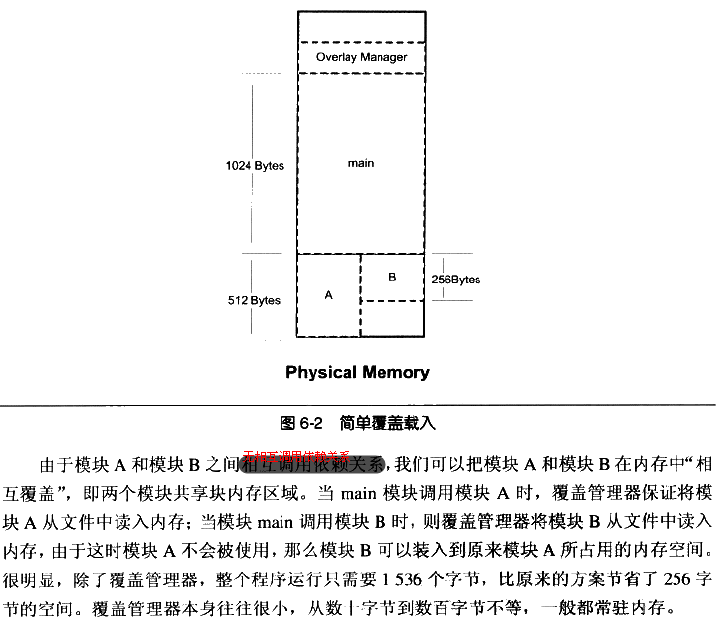 Overlay Manager
1024 Bytes
main
A
B
256Bytes
512 Bytes
Physical Memory
图 6-2 简单覆盖载入
无相互调用依赖关系
由于模块 A 和模块 B 之间相互调用依赖关系，我们可以把模块 A 和模块 B 在内存中“相
互覆盖”，即两个模块共享块内存区域。当 main 模块调用模块 A 时，覆盖管理器保证将模
块 A 从文件中读入内存；当模块 main 调用模块 B 时，则覆盖管理器将模块 B 从文件中读入
内存，由于这时模块 A 不会被使用，那么模块 B 可以装入到原来模块 A 所占用的内存空间。
很明显，除了覆盖管理器，整个程序运行只需要 1 536 个字节，比原来的方案节省了 256 字
节的空间。覆盖管理器本身往往很小，从数十字节到数百字节不等，一般都常驻内存。